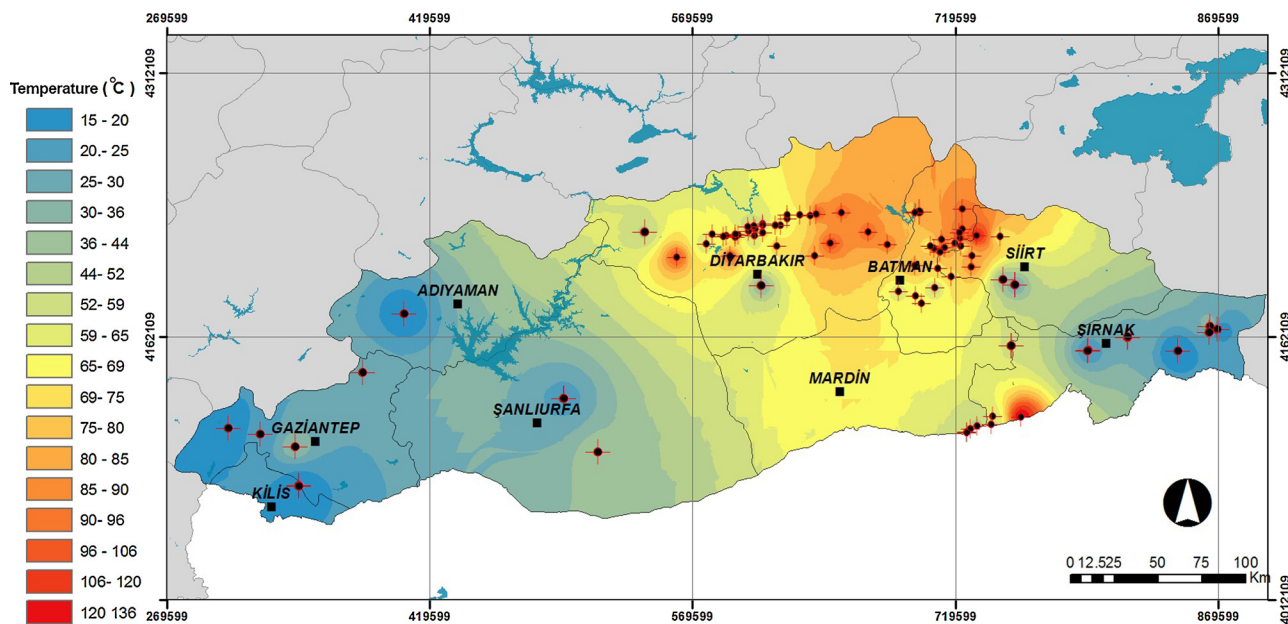 269599 419599 569599 719599 869599
4312109 4312109
Temperature (°C)
15 - 20
20.- 25
25- 30
30- 36
36 - 44
44 - 52
52 - 59
59 - 65
65 - 69
69 - 75
75 - 80
80 - 85
85 - 90
90- 96
96 - 106
106- 120
120 136
DİYARBAKIR
BATMAN
SİİRT
ADIYAMAN
4162109 4162109
ŞIRNAK
MARDİN
ŞANLIURFA
GAZİANTEP
KİLİS
0 12.525 50 75 100
Km
4012109 4012109
269599 419599 569599 719599 869599